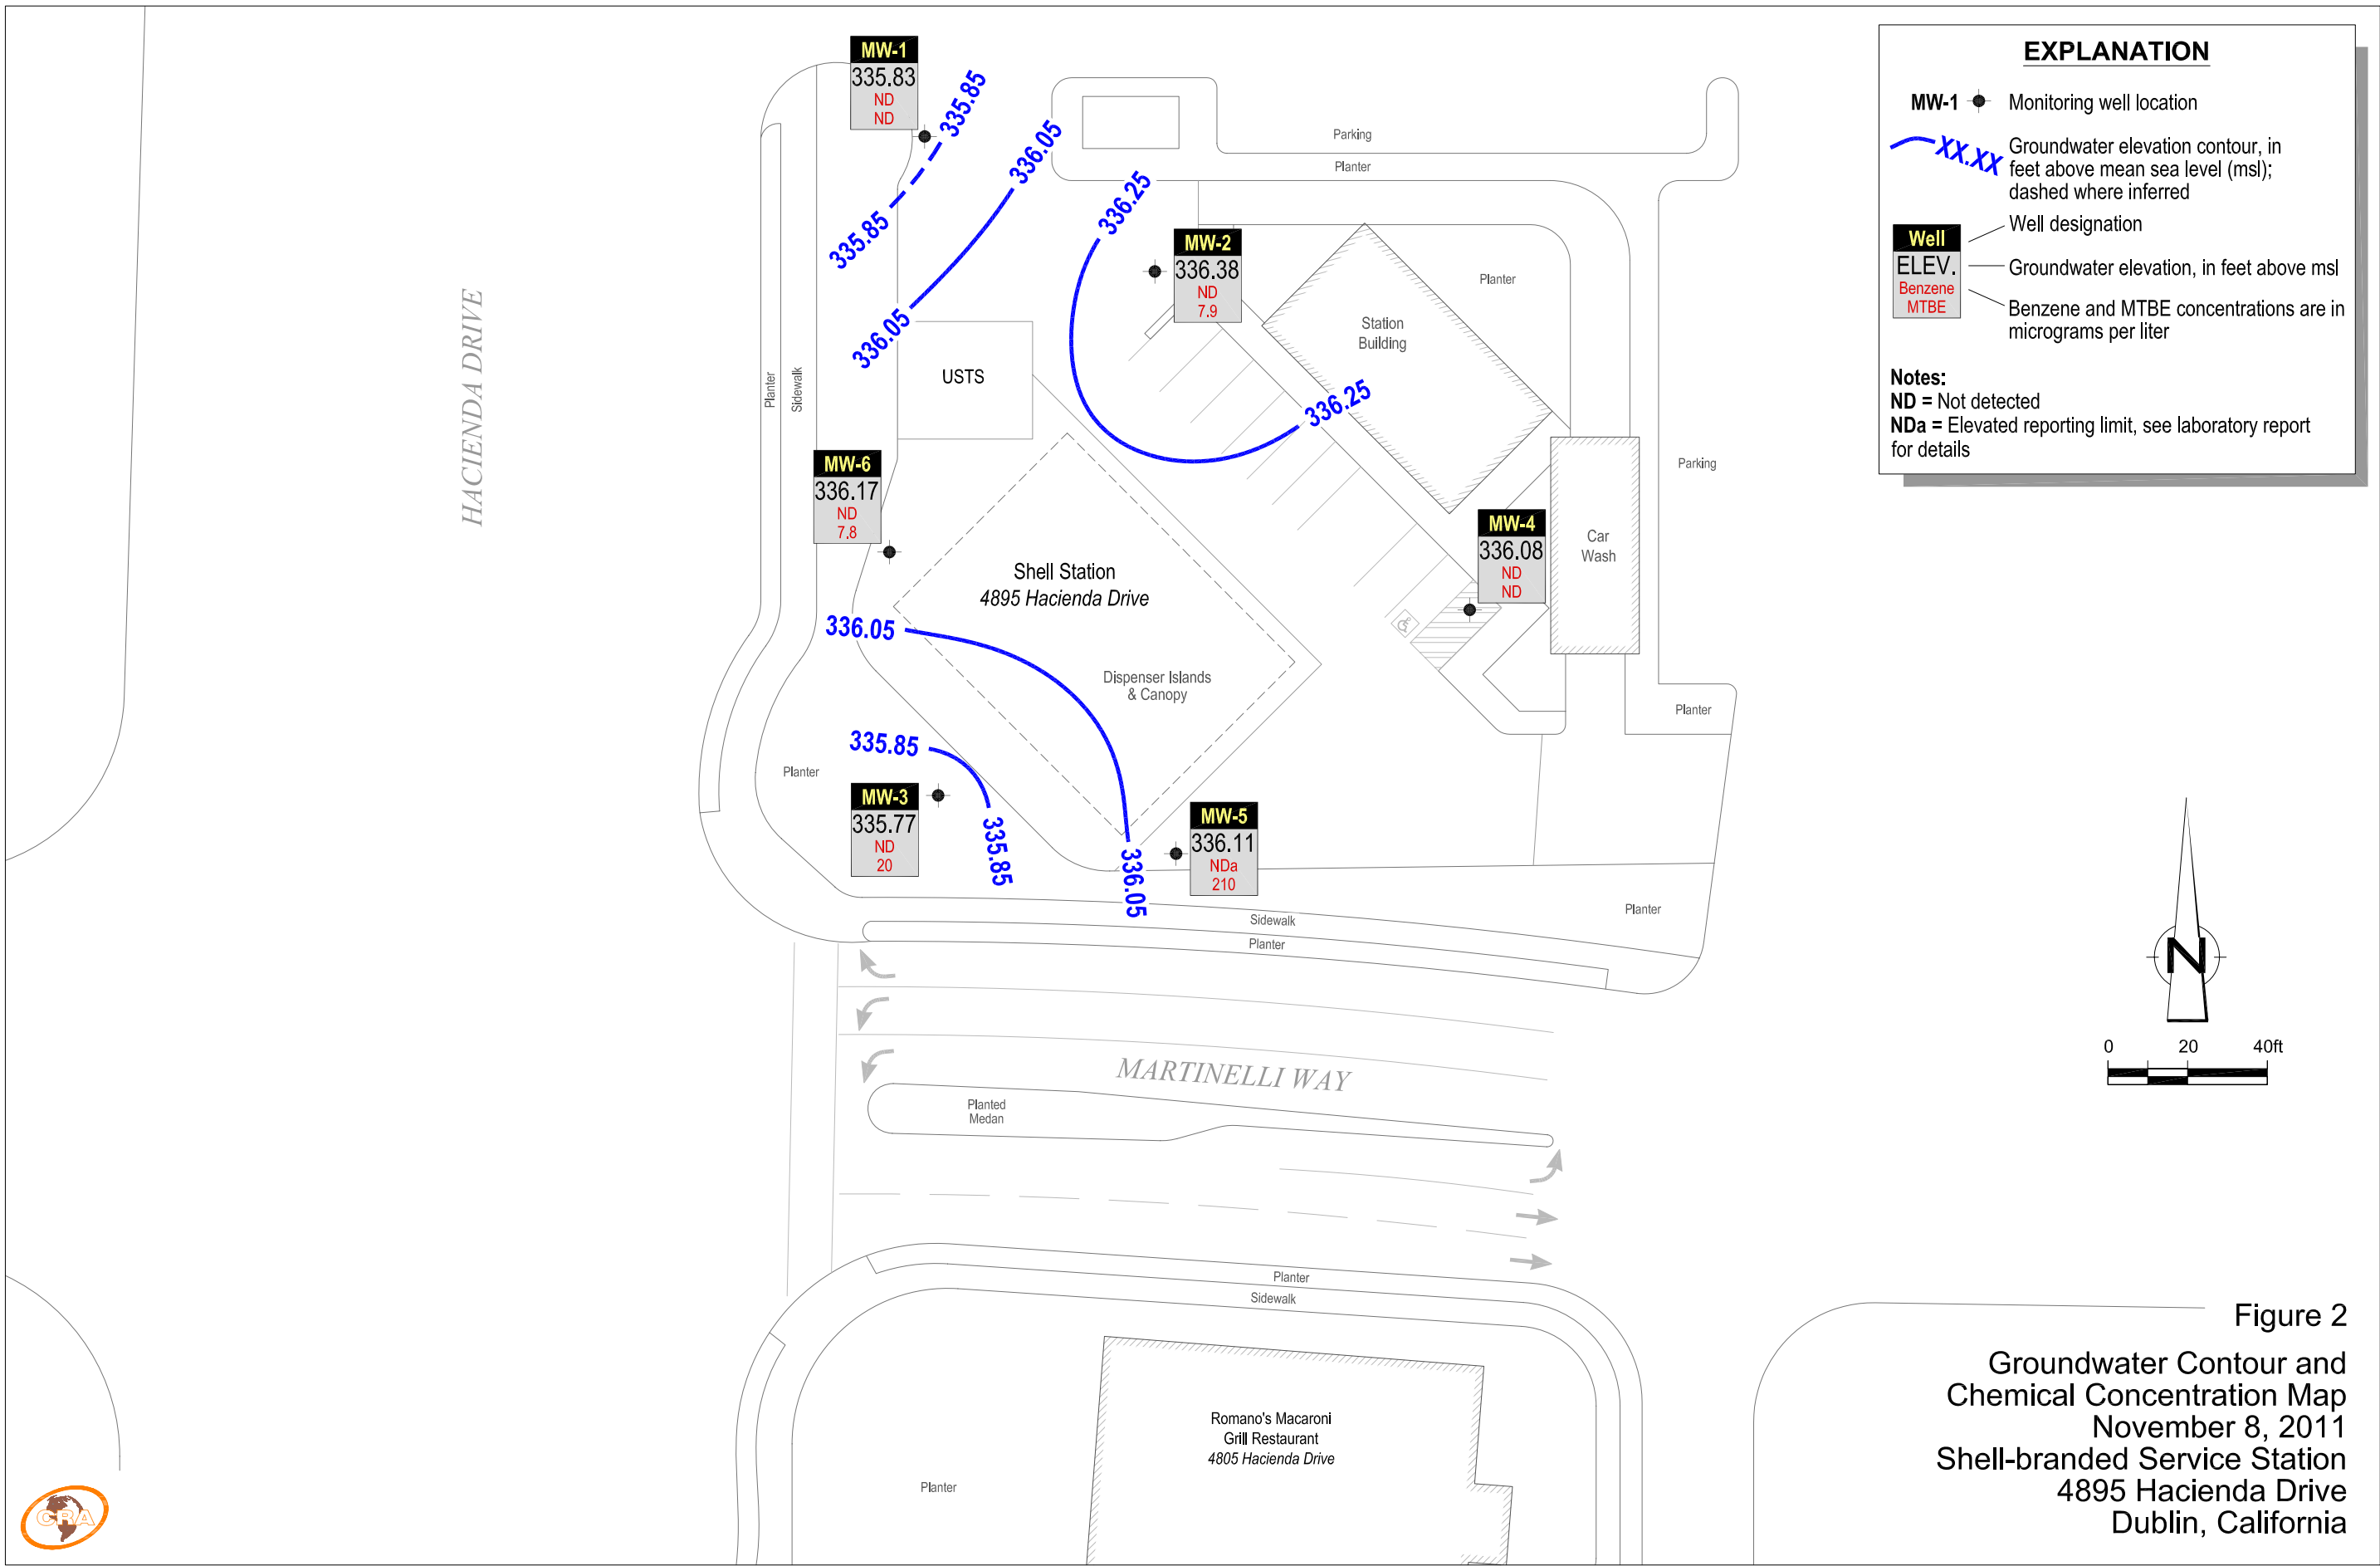 MW-1
335.83
ND
ND
335.85
335.85
336.05
336.05
336.25
336.25
MW-2
336.38
ND
7.9
Parking
Planter
Planter
Station
Building
USTS
Planter
Sidewalk
HACIENDA DRIVE
MW-6
336.17
ND
7.8
Parking
MW-4
336.08
ND
ND
Car
Wash
Shell Station
4895 Hacienda Drive
336.05
336.05
Dispenser Islands
& Canopy
Planter
335.85
335.85
Planter
MW-3
335.77
ND
20
MW-5
336.11
NDa
210
Planter
Sidewalk
Planter
MARTINELLI WAY
Planted
Medan
Planter
Sidewalk
Romano's Macaroni
Grill Restaurant
4805 Hacienda Drive
Planter
EXPLANATION
MW-1 Monitoring well location
XX.XX
Groundwater elevation contour, in
feet above mean sea level (msl);
dashed where inferred
Well
ELEV.
Benzene
MTBE
Well designation
Groundwater elevation, in feet above msl
Benzene and MTBE concentrations are in
micrograms per liter
Notes:
ND = Not detected
NDa = Elevated reporting limit, see laboratory report
for details
N
0 20 40ft
Figure 2
Groundwater Contour and
Chemical Concentration Map
November 8, 2011
Shell-branded Service Station
4895 Hacienda Drive
Dublin, California
CRA